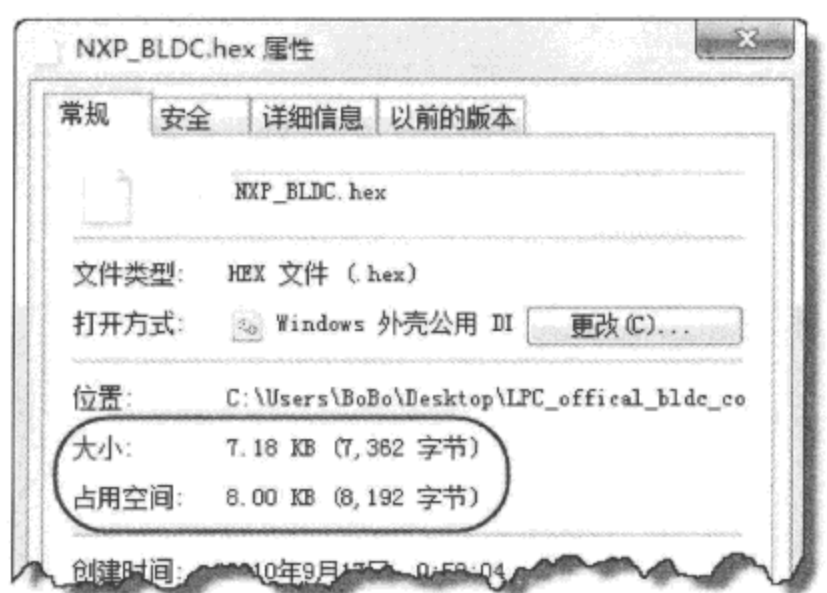 NXP_BLDC.hex 属性
常规 安全 详细信息 以前的版本
NXP_BLDC.hex
文件类型: HEX 文件 (.hex)
打开方式: Windows 外壳公用 Dl 更改(C)...
位置: C:\Users\BoBo\Desktop\LPC_offical_bldc_co
大小: 7.18 KB (7,362 字节)
占用空间: 8.00 KB (8,192 字节)
创建时间: